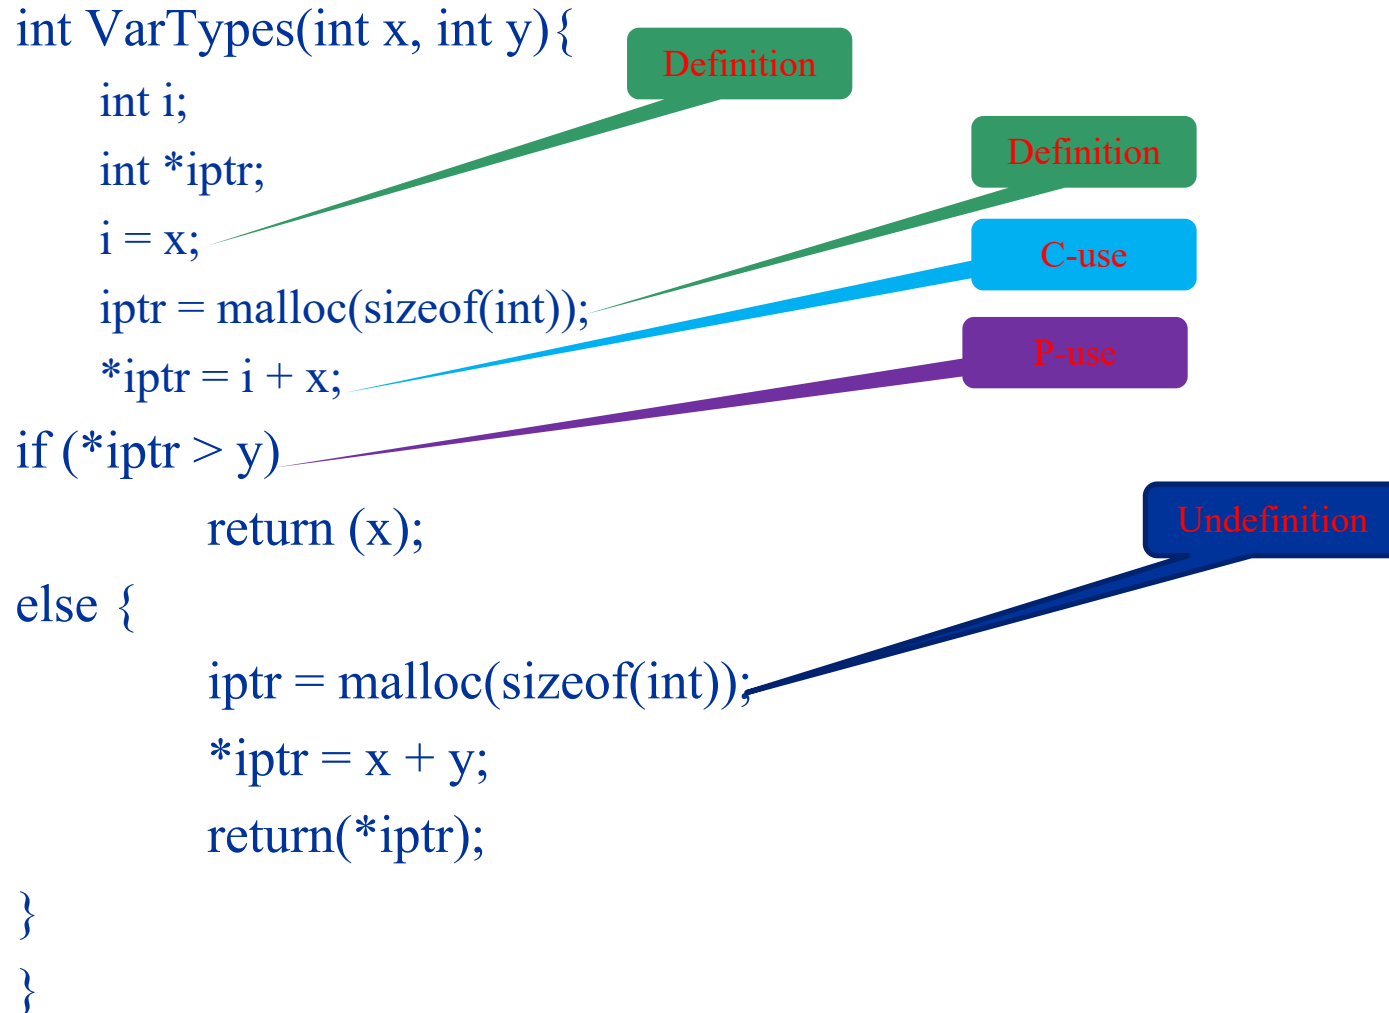 int VarTypes(int x, int y){
Definition
int i;
Definition
int *iptr;
i = x;
C-use
iptr = malloc(sizeof(int));
P-use
*iptr = i + x;
if (*iptr > y)
return (x);
Undefinition
else {
iptr = malloc(sizeof(int));
*iptr = x + y;
return(*iptr);
}
}